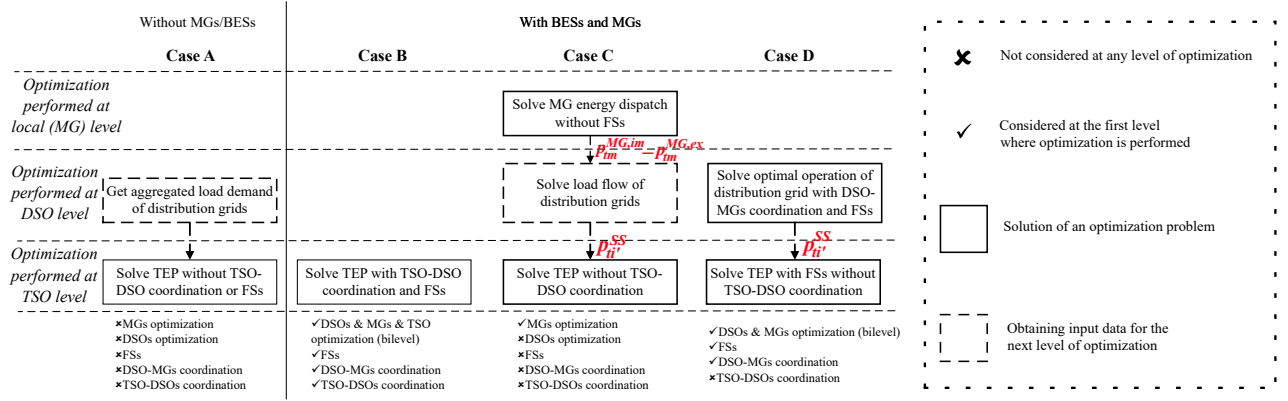 Without MGs/BESs
With BESs and MGs
Case A
Case B
Case C
Case D
Optimization
performed at
local (MG) level
Solve MG energy dispatch
without FSs
p_{tm}^{MG,im} − p_{tm}^{MG,ex}
Optimization
performed at
DSO level
Get aggregated load demand
of distribution grids
Solve load flow of
distribution grids
Solve optimal operation of
distribution grid with DSO-
MGs coordination and FSs
p_{ti'}^{SS}
p_{ti'}^{SS}
Optimization
performed at
TSO level
Solve TEP without TSO-
DSO coordination or FSs
Solve TEP with TSO-DSO
coordination and FSs
Solve TEP without TSO-
DSO coordination
Solve TEP with FSs without
TSO-DSO coordination
✘MGs optimization
✘DSOs optimization
✘FSs
✘DSO-MGs coordination
✘TSO-DSOs coordination
✓DSOs & MGs & TSO
optimization (bilevel)
✓FSs
✓DSO-MGs coordination
✓TSO-DSOs coordination
✓MGs optimization
✘DSOs optimization
✘FSs
✘DSO-MGs coordination
✘TSO-DSOs coordination
✓DSOs & MGs optimization (bilevel)
✓FSs
✓DSO-MGs coordination
✘TSO-DSOs coordination
✘ Not considered at any level of optimization
✓ Considered at the first level
where optimization is performed
Solution of an optimization problem
Obtaining input data for the
next level of optimization